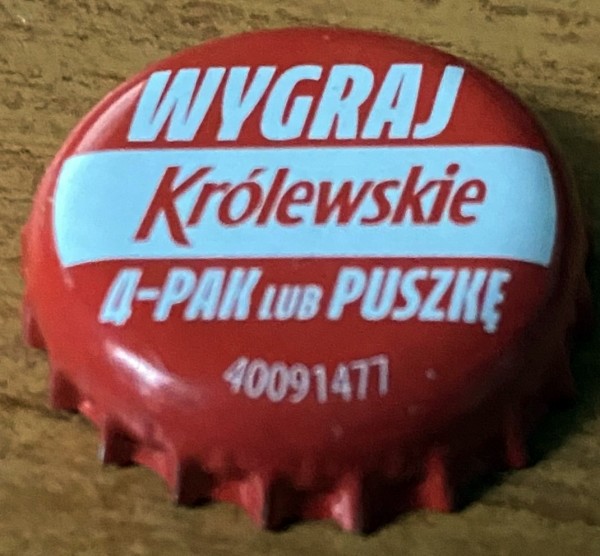 WYGRAJ
Królewskie
4-PAK LUB PUSZKĘ
40091477